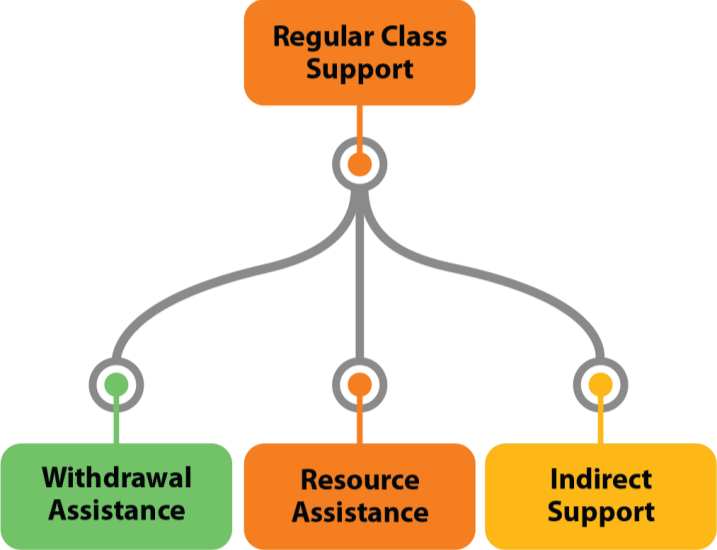 Regular Class
Support
Withdrawal
Assistance
Resource
Assistance
Indirect
Support